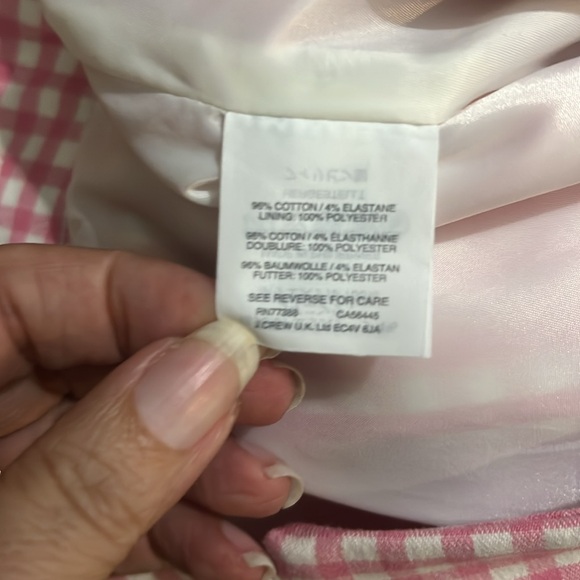 96% COTTON / 4% ELASTANE
LINING: 100% POLYESTER
96% COTON / 4% ÉLASTHANNE
DOUBLURE: 100% POLYESTER
96% BAUMWOLLE / 4% ELASTAN
FUTTER: 100% POLYESTER
SEE REVERSE FOR CARE
RN77388 CA56445
J.CREW U.K. Ltd EC4V 6JA